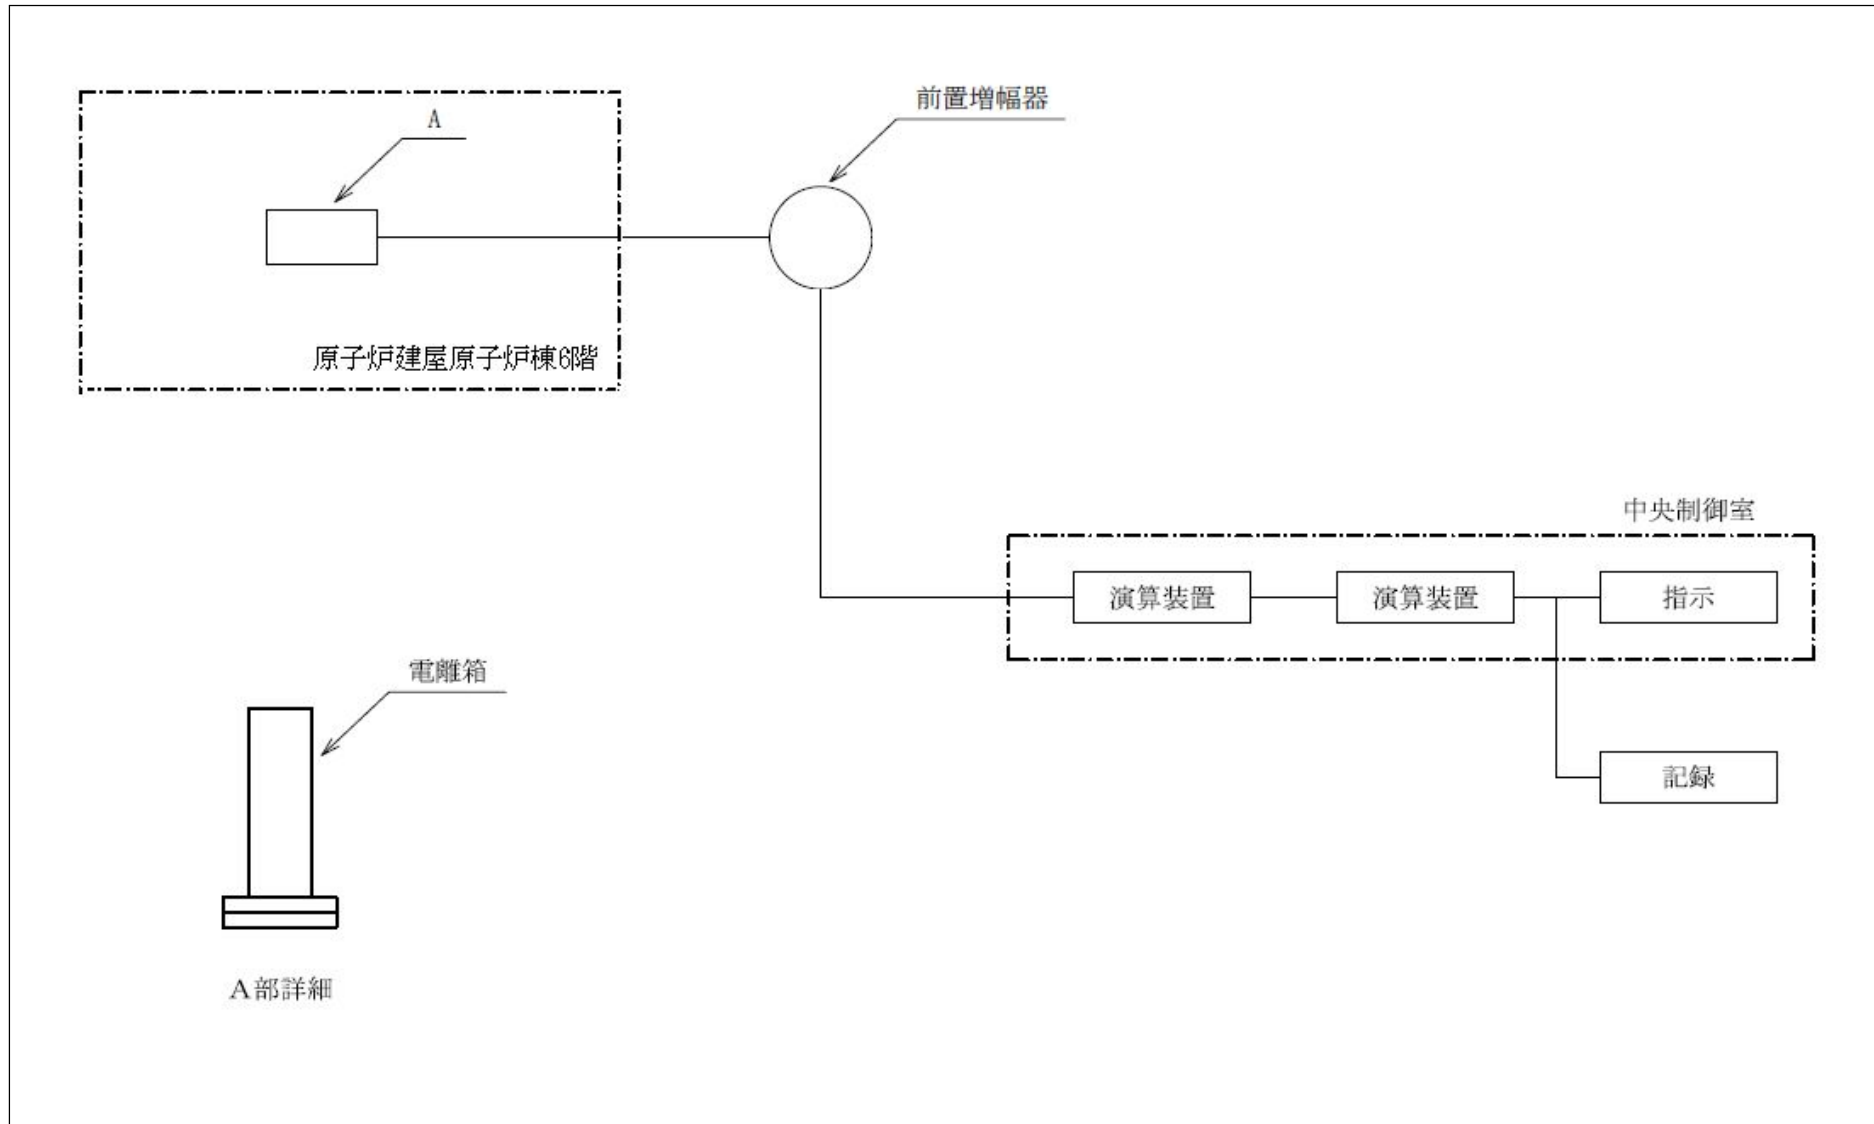 前置増幅器
A
原子炉建屋原子炉棟6階
中央制御室
演算装置
演算装置
指示
電離箱
記録
A部詳細